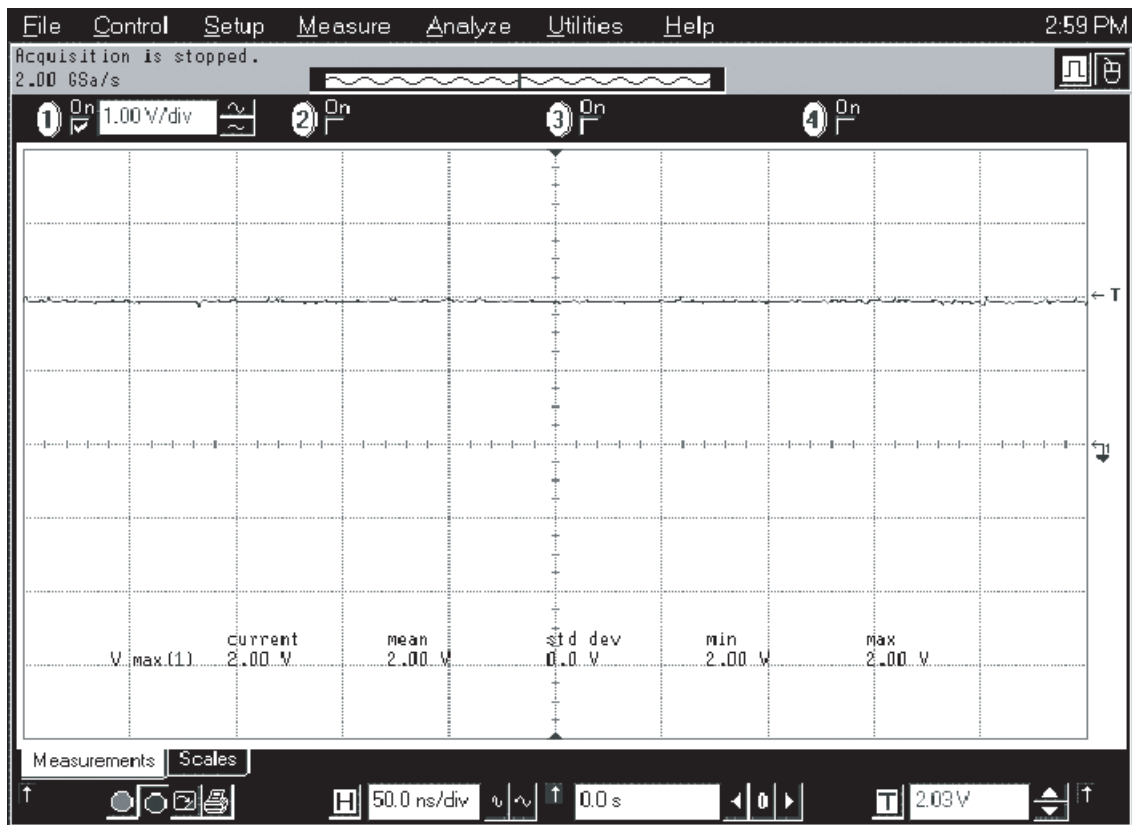 File Control Setup Measure Analyze Utilities Help 2:59 PM
Acquisition is stopped.
2.00 GSa/s
1 On 1.00 V/div 2 On 3 On 4 On
T
1
current mean std dev min max
V max(1) 2.00 V 2.00 V 0.0 V 2.00 V 2.00 V
Measurements Scales
H 50.0 ns/div 0.0 s 0 T 2.03 V